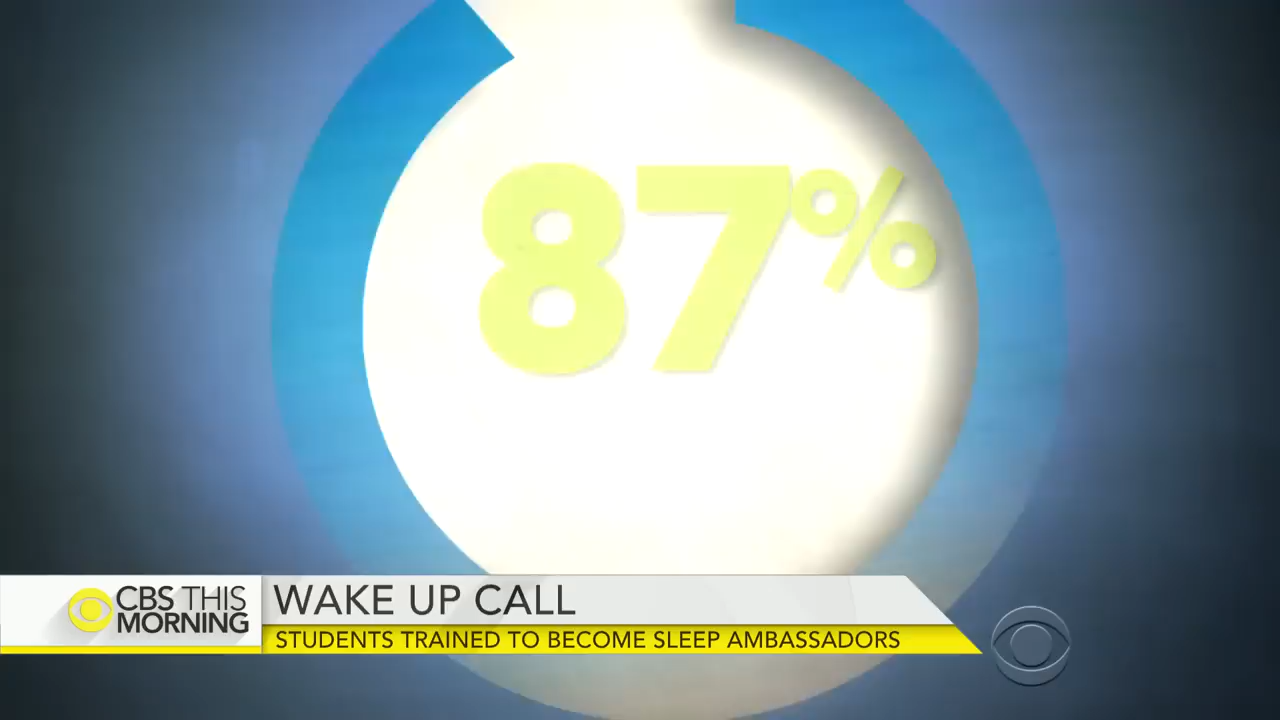 87%
CBS THIS
MORNING
WAKE UP CALL
STUDENTS TRAINED TO BECOME SLEEP AMBASSADORS